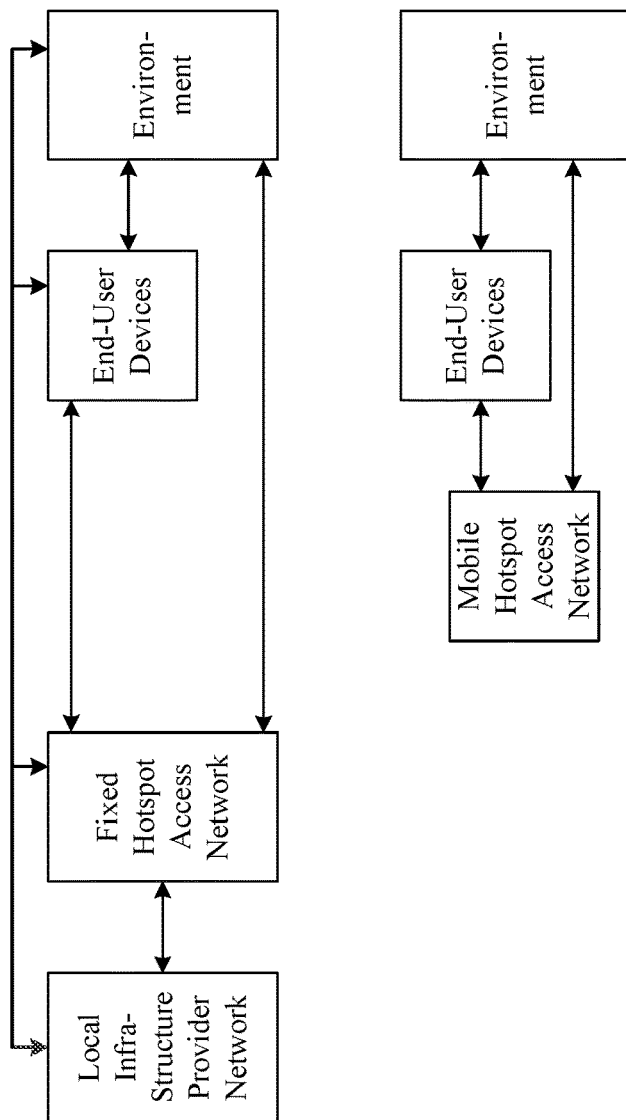 Local
Infra-
Structure
Provider
Network
Fixed
Hotspot
Access
Network
End-User
Devices
Environ-
ment
Mobile
Hotspot
Access
Network
End-User
Devices
Environ-
ment